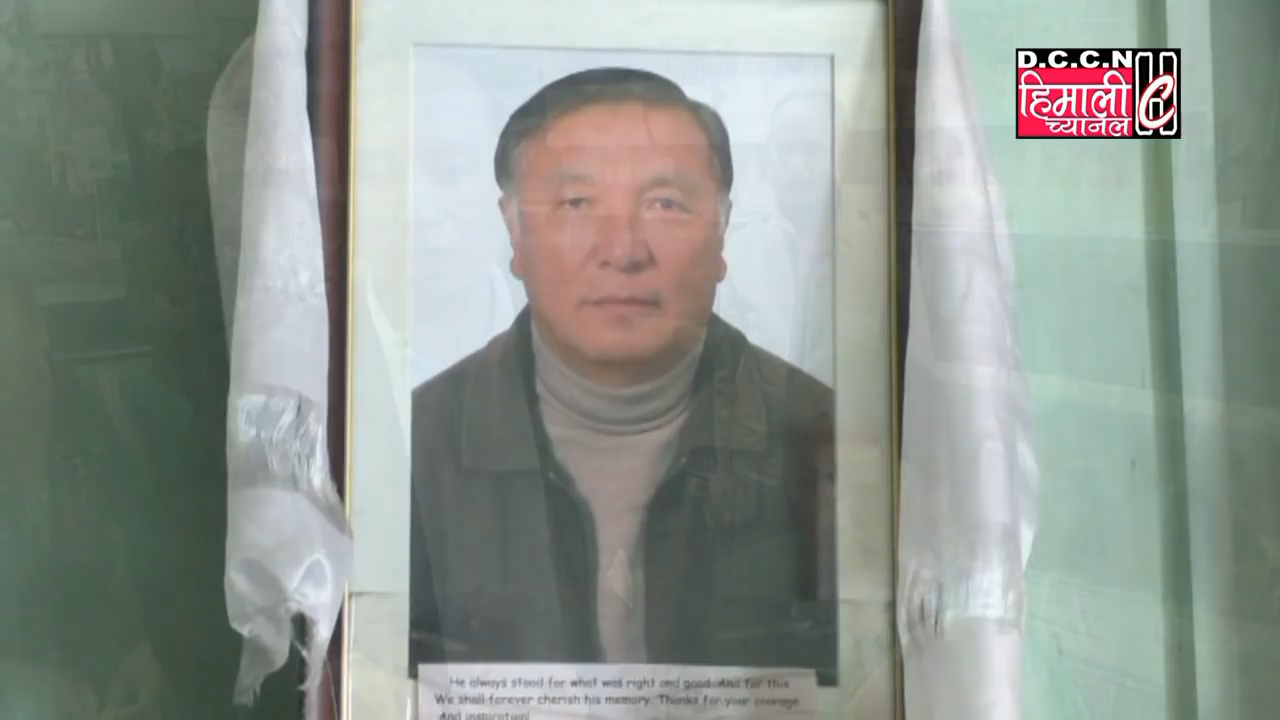 D.C.C.N
हिमाली
च्यानल
HC
He always stood for what was right and good. And for this
We shall forever cherish his memory. Thanks for your courage
And inspiration!